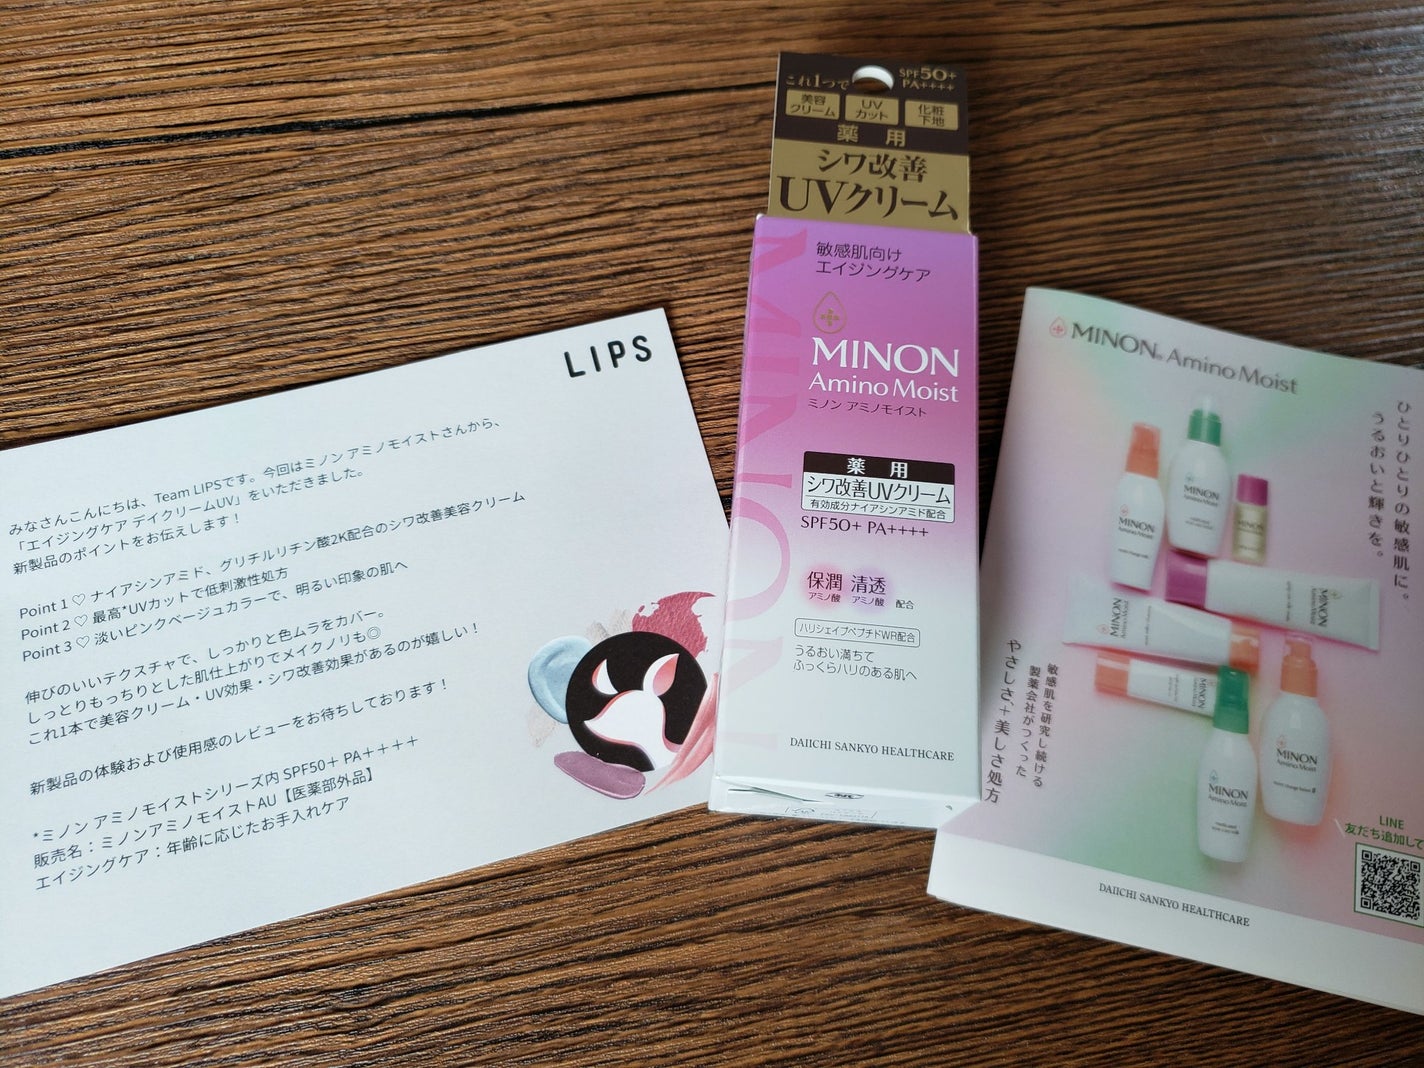 LIPS
みなさんこんにちは、Team LIPSです。今回はミノン アミノモイストさんから、
「エイジングケア デイクリームUV」をいただきました。
新製品のポイントをお伝えします！
Point 1 ♡ ナイアシンアミド、グリチルリチン酸2K配合のシワ改善美容クリーム
Point 2 ♡ 最高*UVカットで低刺激性処方
Point 3 ♡ 淡いピンクベージュカラーで、明るい印象の肌へ
伸びのいいテクスチャで、しっかりと色ムラをカバー。
しっとりもっちりとした肌仕上がりでメイクノリも◎
これ1本で美容クリーム・UV効果・シワ改善効果があるのが嬉しい！
新製品の体験および使用感のレビューをお待ちしております！
*ミノン アミノモイストシリーズ内 SPF50＋ PA＋＋＋＋
販売名：ミノンアミノモイストAU【医薬部外品】
エイジングケア：年齢に応じたお手入れケア
これ1つで
SPF50+
PA++++
美容
クリーム
UV
カット
化粧
下地
薬用
シワ改善
UVクリーム
敏感肌向け
エイジングケア
MINON
MINON
Amino Moist
ミノン アミノモイスト
薬用
シワ改善UVクリーム
有効成分ナイアシンアミド配合
SPF50+ PA++++
保潤 清透
アミノ酸 アミノ酸 配合
ハリシェイプペプチドWR配合
うるおい満ちて
ふっくらハリのある肌へ
DAIICHI SANKYO HEALTHCARE
MINON® Amino Moist
ひとりひとりの敏感肌に。
うるおいと輝きを。
MINON
Amino Moist
MINON
Amino Moist
MINON
Amino Moist
MINON
Amino Moist
MINON
Amino Moist
MINON
Amino Moist
敏感肌を研究し続ける
製薬会社がつくった
やさしさ、+美しさ処方
LINE
友だち追加して
DAIICHI SANKYO HEALTHCARE